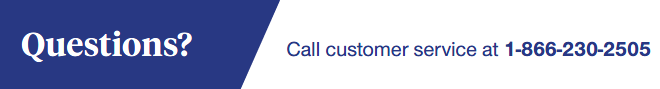 Questions?
Call customer service at 1-866-230-2505